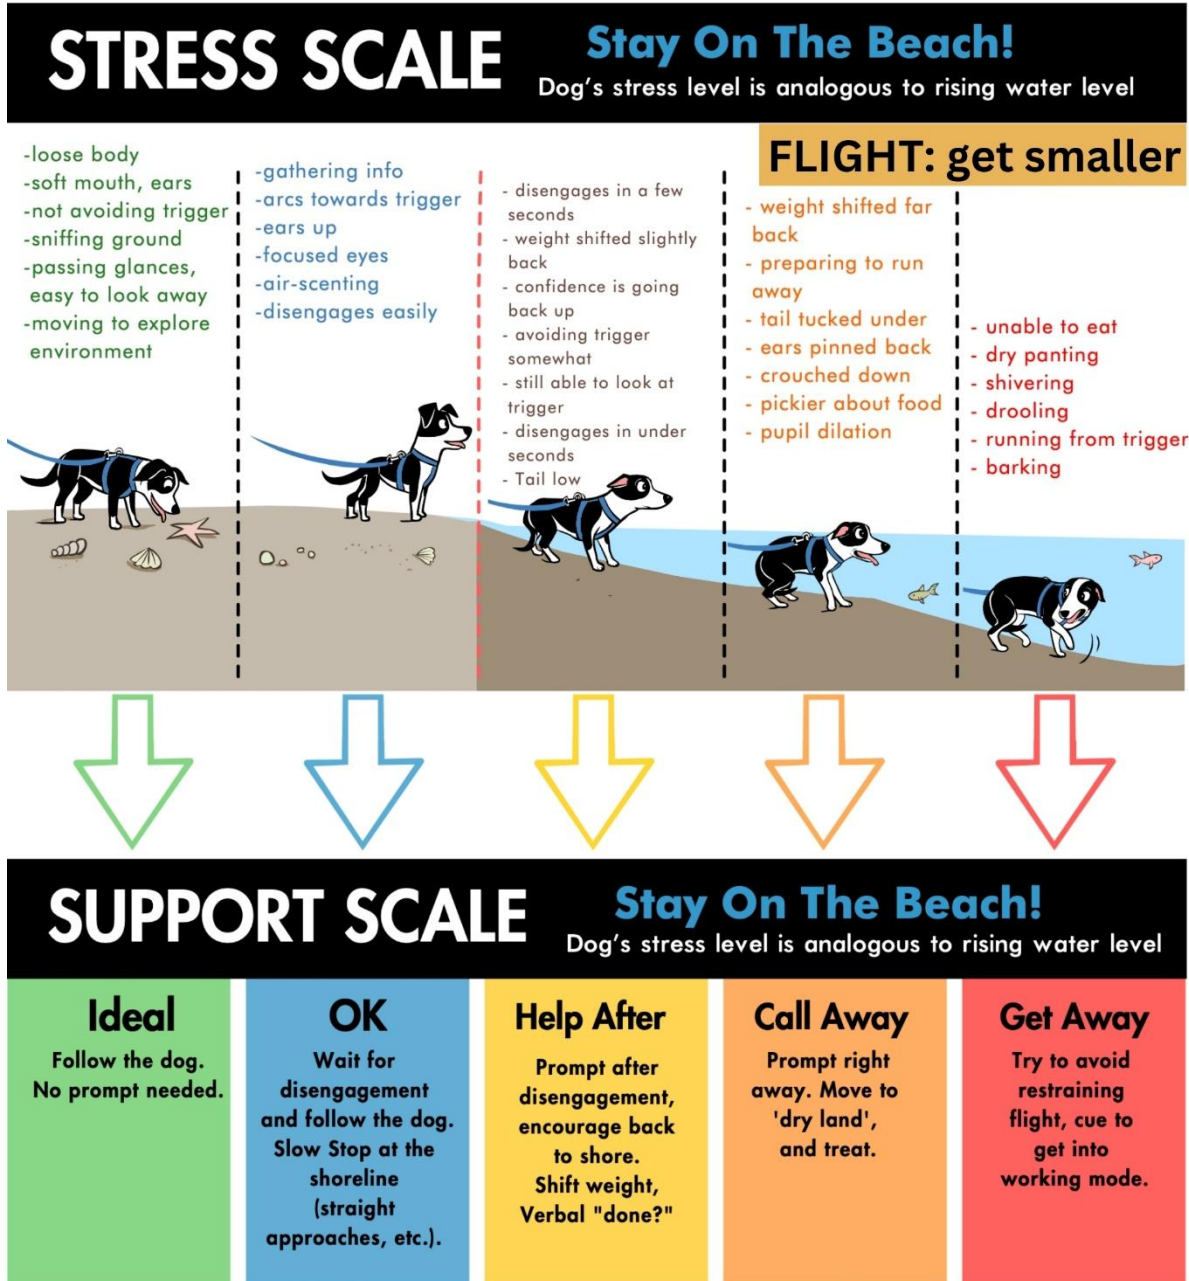 STRESS SCALE
Stay On The Beach!
Dog's stress level is analogous to rising water level
FLIGHT: get smaller
-loose body
-soft mouth, ears
-not avoiding trigger
-sniffing ground
-passing glances,
easy to look away
-moving to explore
environment
-gathering info
-arcs towards trigger
-ears up
-focused eyes
-air-scenting
-disengages easily
- disengages in a few
seconds
- weight shifted slightly
back
- confidence is going
back up
- avoiding trigger
somewhat
- still able to look at
trigger
- disengages in under
seconds
- Tail low
- weight shifted far
back
- preparing to run
away
- tail tucked under
- ears pinned back
- crouched down
- pickier about food
- pupil dilation
- unable to eat
- dry panting
- shivering
- drooling
- running from trigger
- barking
SUPPORT SCALE
Stay On The Beach!
Dog's stress level is analogous to rising water level
Ideal
Follow the dog.
No prompt needed.
OK
Wait for
disengagement
and follow the dog.
Slow Stop at the
shoreline
(straight
approaches, etc.).
Help After
Prompt after
disengagement,
encourage back
to shore.
Shift weight,
Verbal "done?"
Call Away
Prompt right
away. Move to
'dry land',
and treat.
Get Away
Try to avoid
restraining
flight, cue to
get into
working mode.